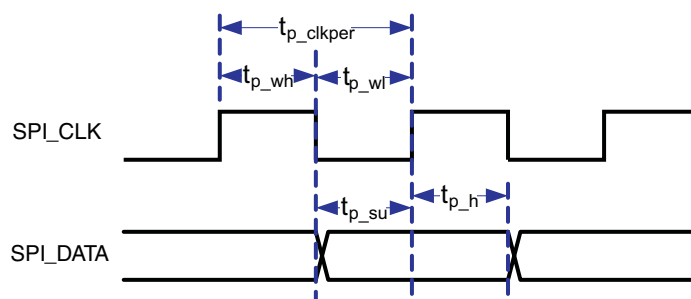 t_p_clkper
t_p_wh t_p_wl
SPI_CLK
t_p_su t_p_h
SPI_DATA